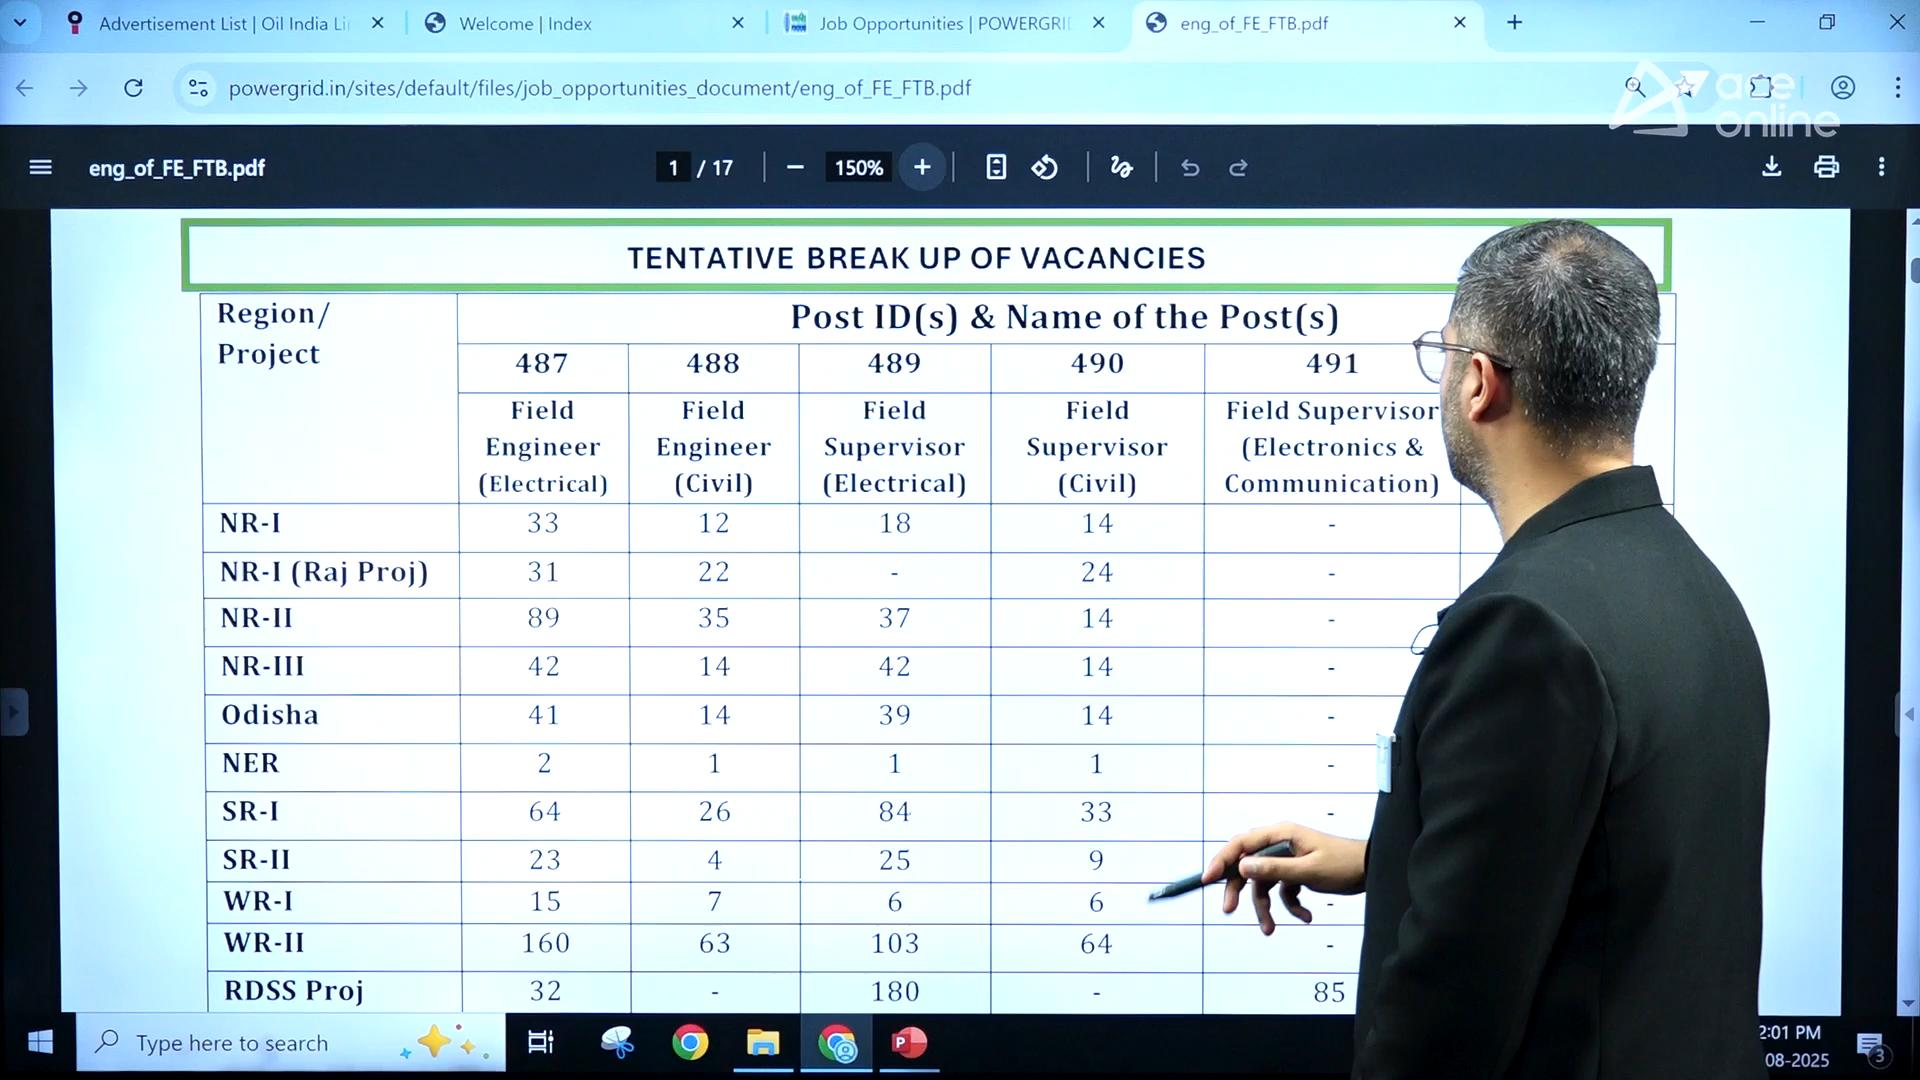 Advertisement List | Oil India Li
Welcome | Index
Job Opportunities | POWERGRI
eng_of_FE_FTB.pdf
powergrid.in/sites/default/files/job_opportunities_document/eng_of_FE_FTB.pdf
ace
online
eng_of_FE_FTB.pdf
1 / 17
150%
TENTATIVE BREAK UP OF VACANCIES
Region/ Post ID(s) & Name of the Post(s)
Project
487 488 489 490 491
Field Field Field Field Field Supervisor
Engineer Engineer Supervisor Supervisor (Electronics &
(Electrical) (Civil) (Electrical) (Civil) Communication)
NR-I 33 12 18 14 -
NR-I (Raj Proj) 31 22 - 24 -
NR-II 89 35 37 14 -
NR-III 42 14 42 14 -
Odisha 41 14 39 14 -
NER 2 1 1 1 -
SR-I 64 26 84 33 -
SR-II 23 4 25 9
WR-I 15 7 6 6 -
WR-II 160 63 103 64 -
RDSS Proj 32 - 180 - 85
Type here to search
P
2:01 PM
08-2025
3